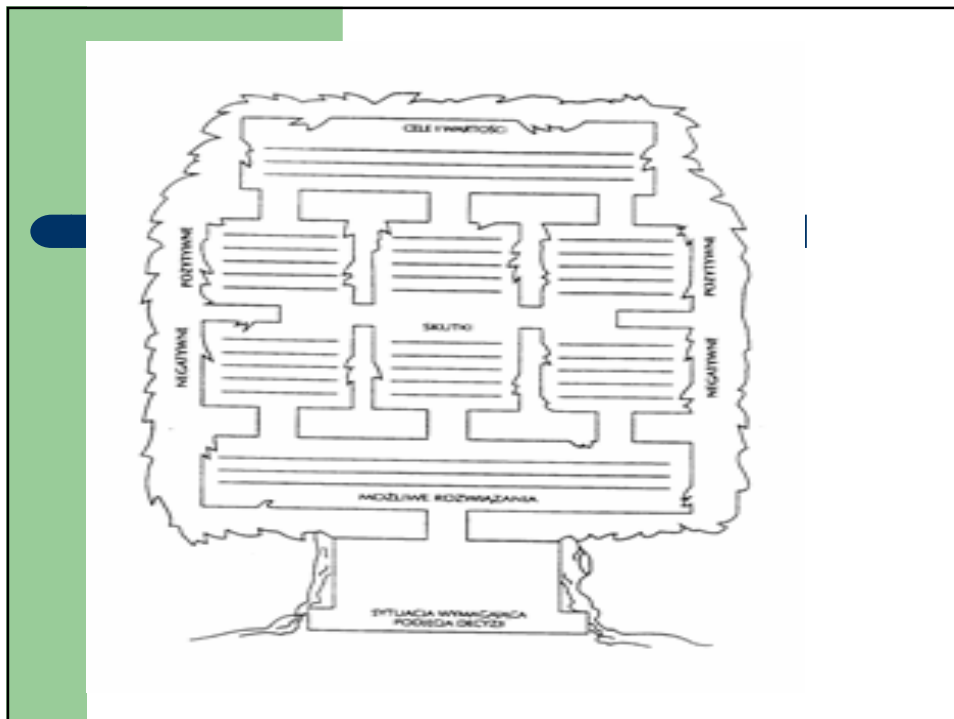 CELE I WARTOŚCI
POZYTYWNE
POZYTYWNE
SKUTKI
NEGATYWNE
NEGATYWNE
MOŻLIWE ROZWIĄZANIA
SYTUACJA WYMAGAJĄCA
PODJĘCIA DECYZJI